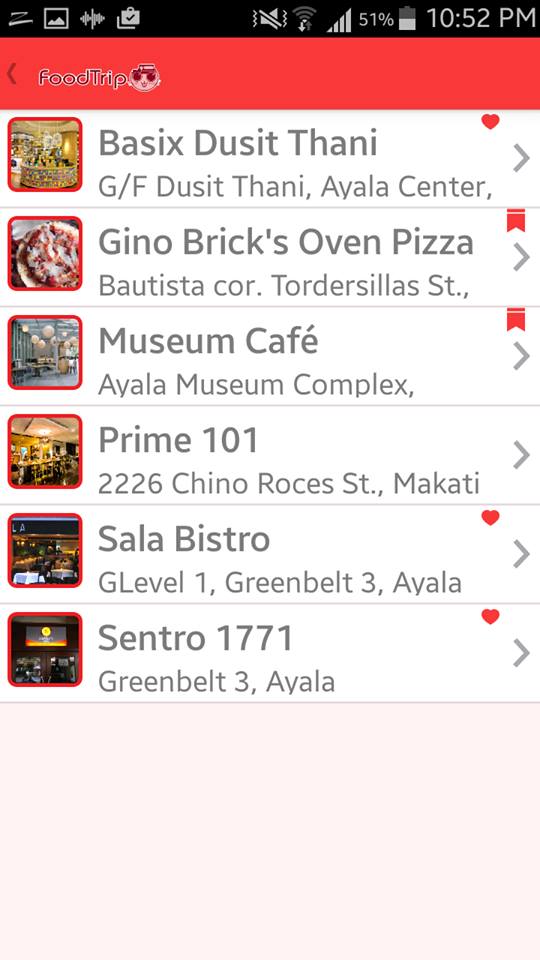 51% 10:52 PM
FoodTrip
Basix Dusit Thani
G/F Dusit Thani, Ayala Center,
Gino Brick's Oven Pizza
Bautista cor. Tordersillas St.,
Museum Café
Ayala Museum Complex,
Prime 101
2226 Chino Roces St., Makati
Sala Bistro
GLevel 1, Greenbelt 3, Ayala
Sentro 1771
Greenbelt 3, Ayala